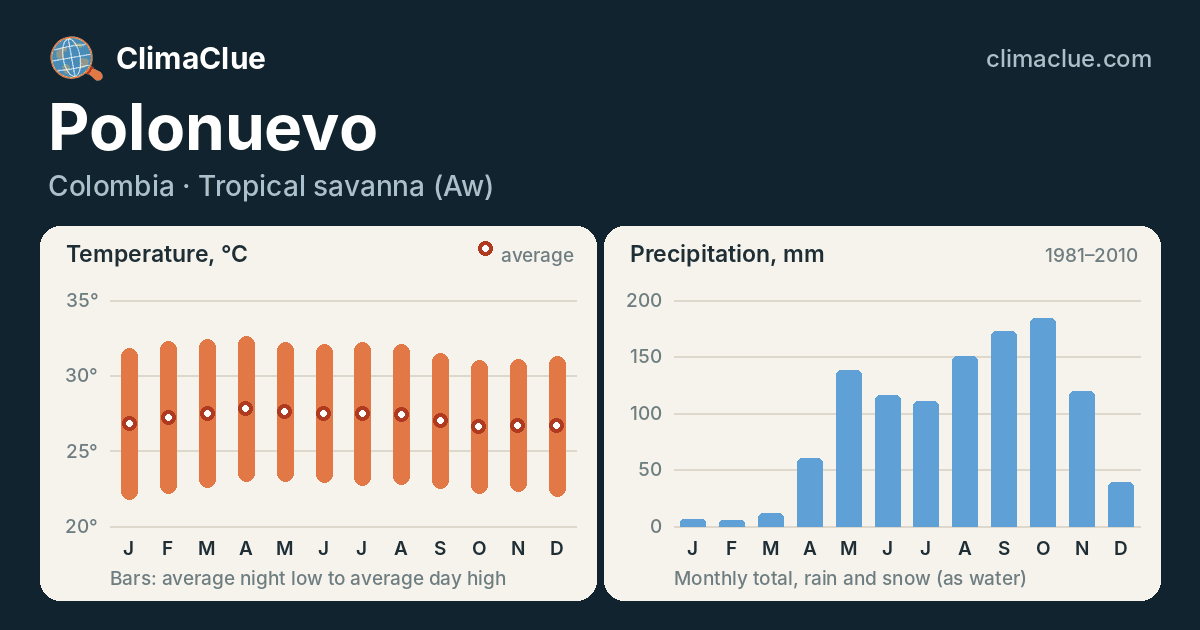 ClimaClue
climaclue.com
Polonuevo
Colombia · Tropical savanna (Aw)
Temperature, °C
average
35°
30°
25°
20°
J F M A M J J A S O N D
Bars: average night low to average day high
Precipitation, mm
1981–2010
200
150
100
50
0
J F M A M J J A S O N D
Monthly total, rain and snow (as water)